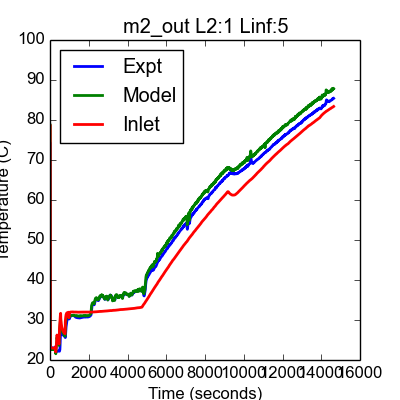 m2_out L2:1 Linf:5
100
90
80
70
60
50
40
30
20
Expt
Model
Inlet
Temperature (C)
0 2000 4000 6000 8000 10000 12000 14000 16000
Time (seconds)